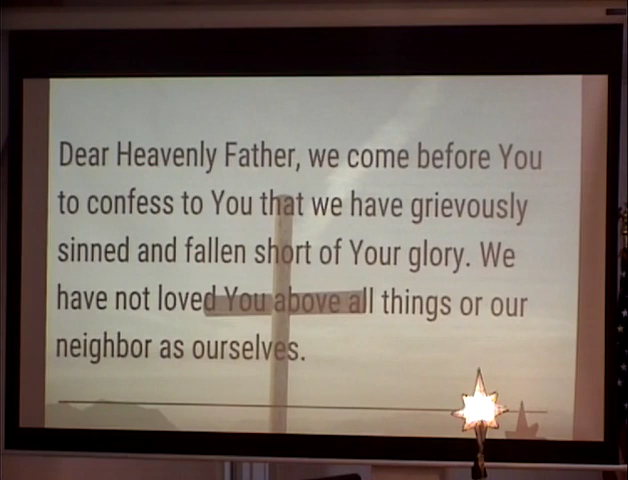 Dear Heavenly Father, we come before You
to confess to You that we have grievously
sinned and fallen short of Your glory. We
have not loved You above all things or our
neighbor as ourselves.